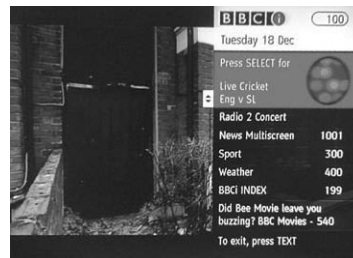 BBC i 100
Tuesday 18 Dec
Press SELECT for
Live Cricket
Eng v SL
Radio 2 Concert
News Multiscreen 1001
Sport 300
Weather 400
BBCi INDEX 199
Did Bee Movie leave you
buzzing? BBC Movies - 540
To exit, press TEXT